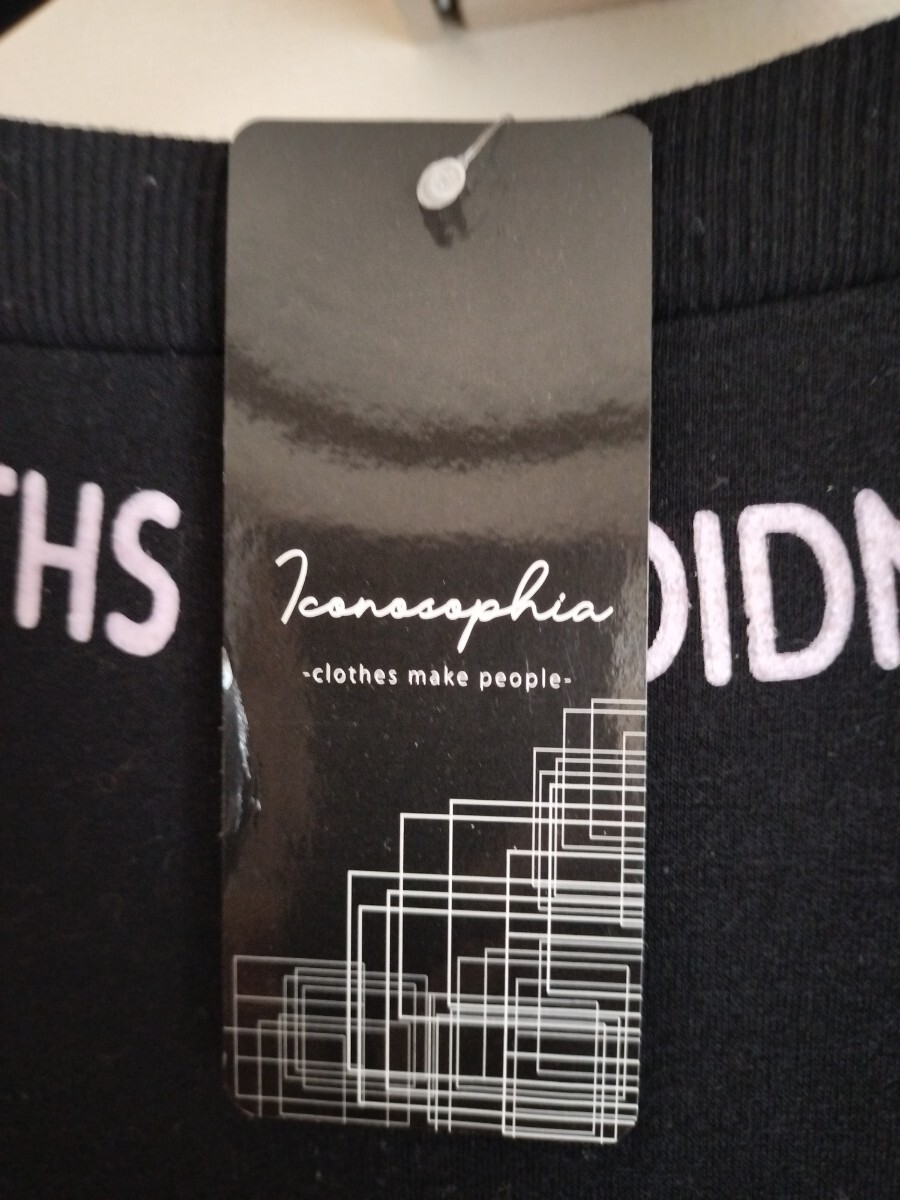 THS
DIDN
Iconosophia
-clothes make people-